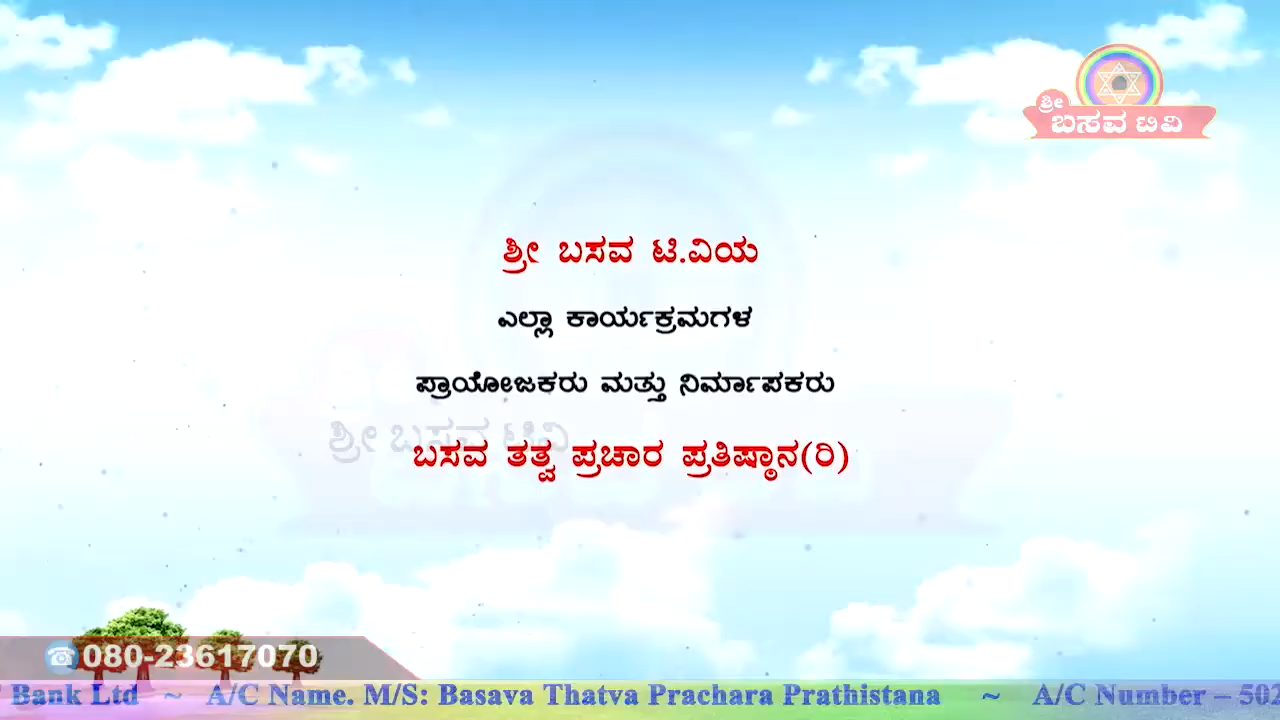 ಶ್ರೀ
ಬಸವ ಟಿವಿ
ಶ್ರೀ ಬಸವ ಟಿ.ವಿಯ
ಎಲ್ಲಾ ಕಾರ್ಯಕ್ರಮಗಳ
ಪ್ರಾಯೋಜಕರು ಮತ್ತು ನಿರ್ಮಾಪಕರು
ಶ್ರೀ ಬಸವ ಟಿವಿ
ಬಸವ ತತ್ವ ಪ್ರಚಾರ ಪ್ರತಿಷ್ಠಾನ(ರಿ)
080-23617070
Bank Ltd ~ A/C Name. M/S: Basava Thatva Prachara Prathistana ~ A/C Number – 502